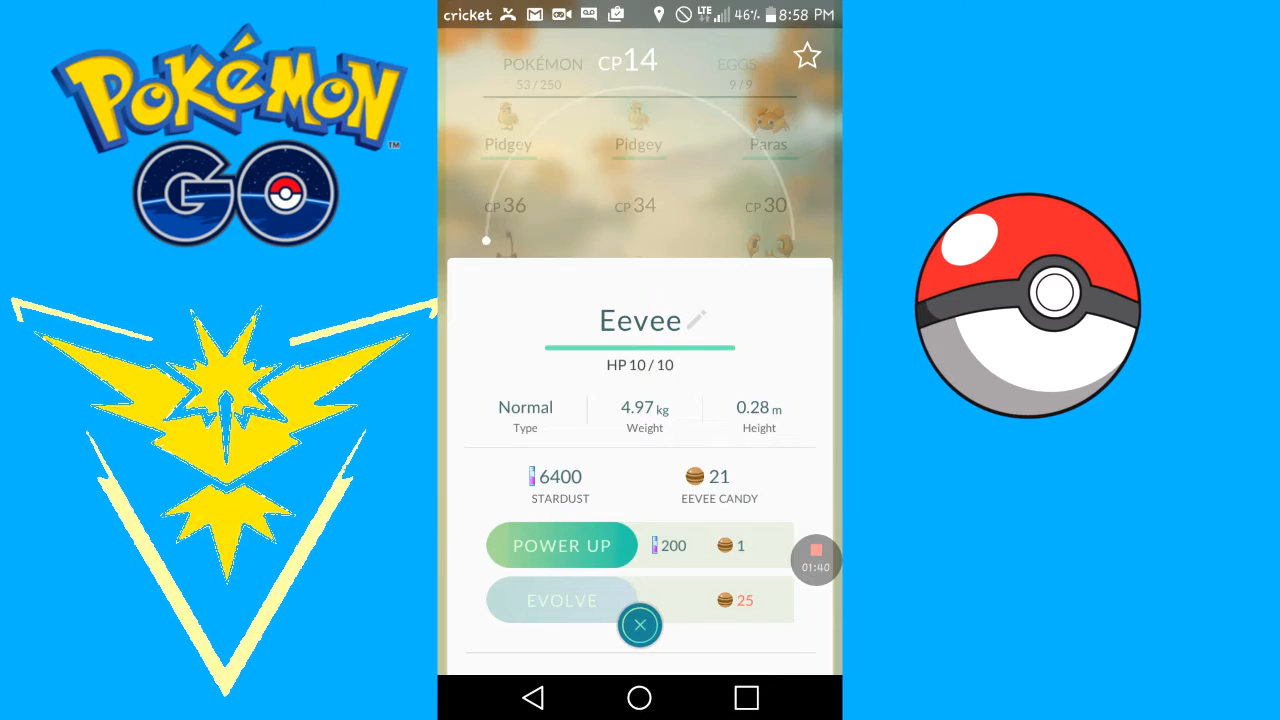 POKÉMON
GO
TM
cricket LTE 46% 8:58 PM
POKÉMON CP14 EGGS
53/250 9/9
Pidgey Pidgey Paras
CP36 CP34 CP30
Eevee
HP 10 / 10
Normal 4.97 kg 0.28 m
Type Weight Height
6400 21
STARDUST EEVEE CANDY
POWER UP 200 1
01:40
EVOLVE 25